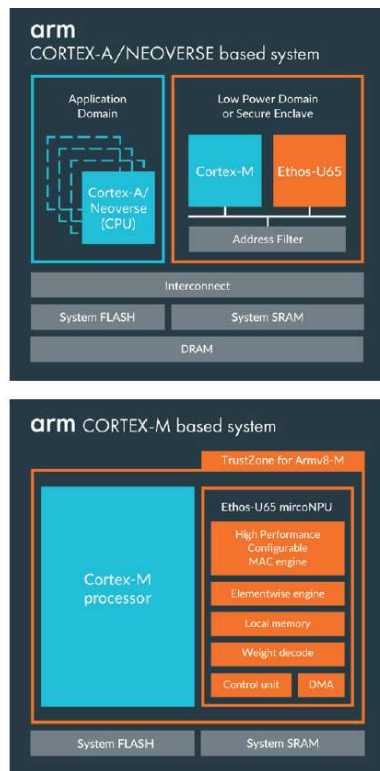 arm
CORTEX-A/NEOVERSE based system
Application
Domain
Cortex-A/
Neoverse
(CPU)
Low Power Domain
or Secure Enclave
Cortex-M
Ethos-U65
Address Filter
Interconnect
System FLASH
System SRAM
DRAM
arm CORTEX-M based system
TrustZone for Armv8-M
Cortex-M
processor
Ethos-U65 mircoNPU
High Performance
Configurable
MAC engine
Elementwise engine
Local memory
Weight decode
Control unit
DMA
System FLASH
System SRAM